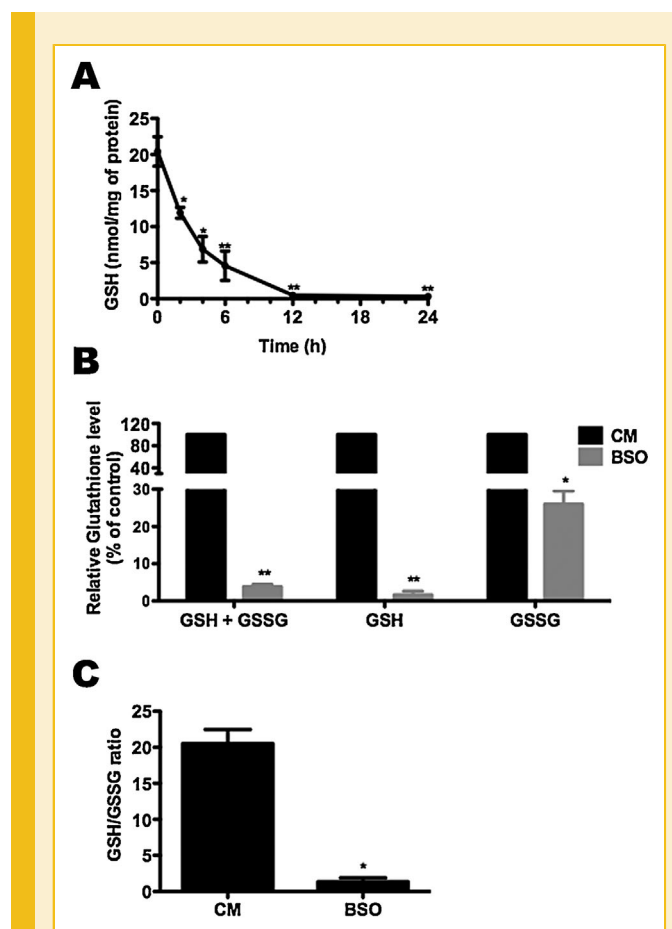 A
GSH (nmol/mg of protein)
25
20
15
10
5
0
*
*
**
**
**
0 6 12 18 24
Time (h)
B
Relative Glutathione level
(% of control)
120
80
40
30
20
10
0
CM
BSO
**
**
*
GSH + GSSG GSH GSSG
C
GSH/GSSG ratio
25
20
15
10
5
0
*
CM BSO